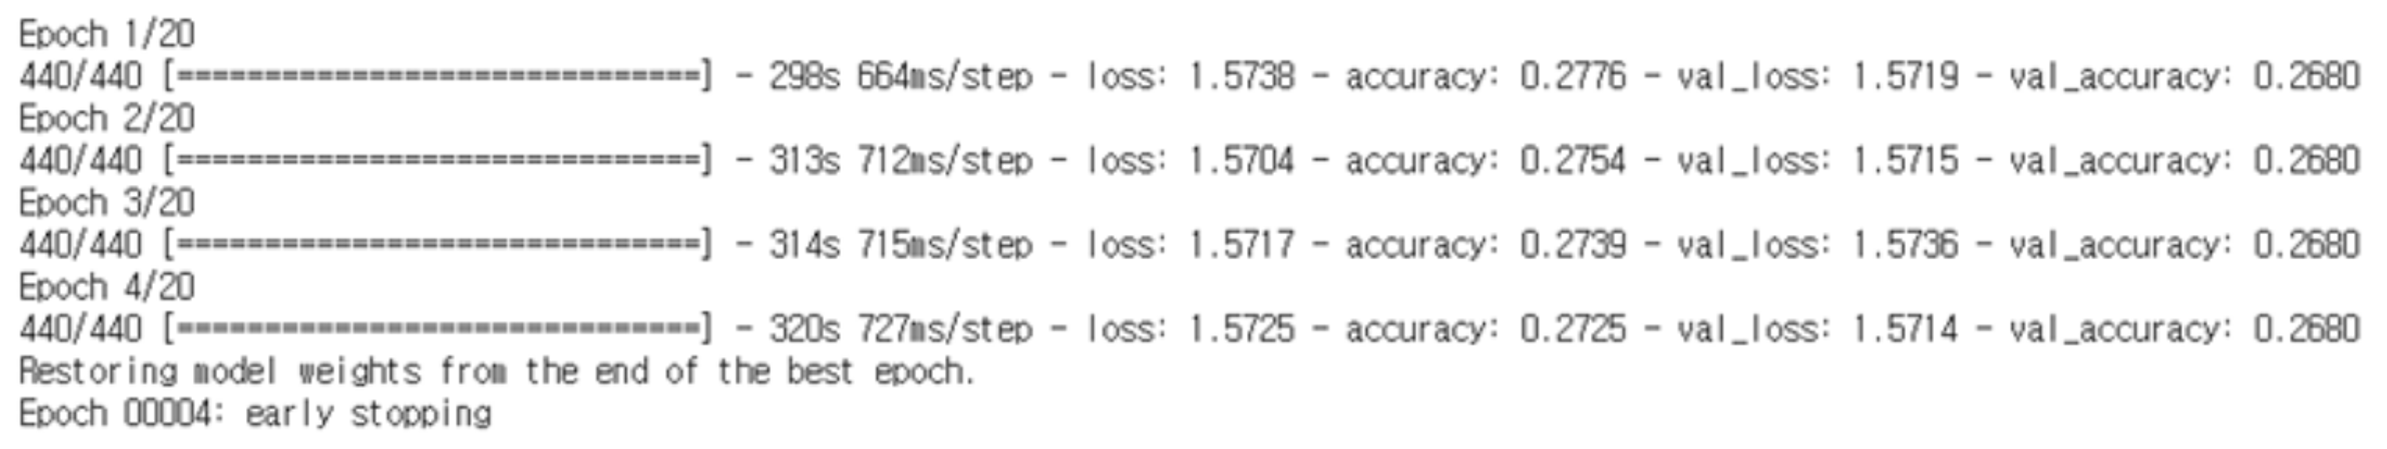 Epoch 1/20
440/440 [==============================] - 298s 664ms/step - loss: 1.5738 - accuracy: 0.2776 - val_loss: 1.5719 - val_accuracy: 0.2680
Epoch 2/20
440/440 [==============================] - 313s 712ms/step - loss: 1.5704 - accuracy: 0.2754 - val_loss: 1.5715 - val_accuracy: 0.2680
Epoch 3/20
440/440 [==============================] - 314s 715ms/step - loss: 1.5717 - accuracy: 0.2739 - val_loss: 1.5736 - val_accuracy: 0.2680
Epoch 4/20
440/440 [==============================] - 320s 727ms/step - loss: 1.5725 - accuracy: 0.2725 - val_loss: 1.5714 - val_accuracy: 0.2680
Restoring model weights from the end of the best epoch.
Epoch 00004: early stopping